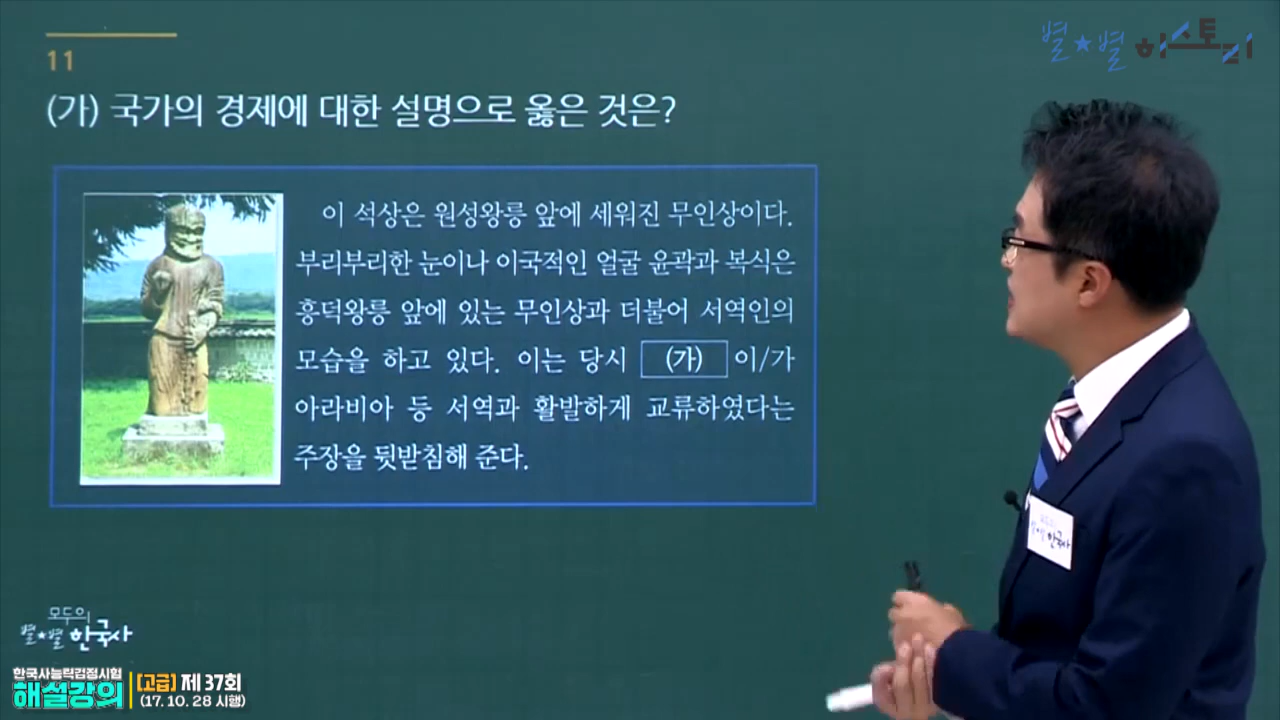 별★별 히스토리
11
(가) 국가의 경제에 대한 설명으로 옳은 것은?
이 석상은 원성왕릉 앞에 세워진 무인상이다.
부리부리한 눈이나 이국적인 얼굴 윤곽과 복식은
흥덕왕릉 앞에 있는 무인상과 더불어 서역인의
모습을 하고 있다. 이는 당시 (가) 이/가
아라비아 등 서역과 활발하게 교류하였다는
주장을 뒷받침해 준다.
한국사
모두의
별★별 한국사
한국사능력검정시험
해설강의
[고급] 제 37회
(17. 10. 28 시행)